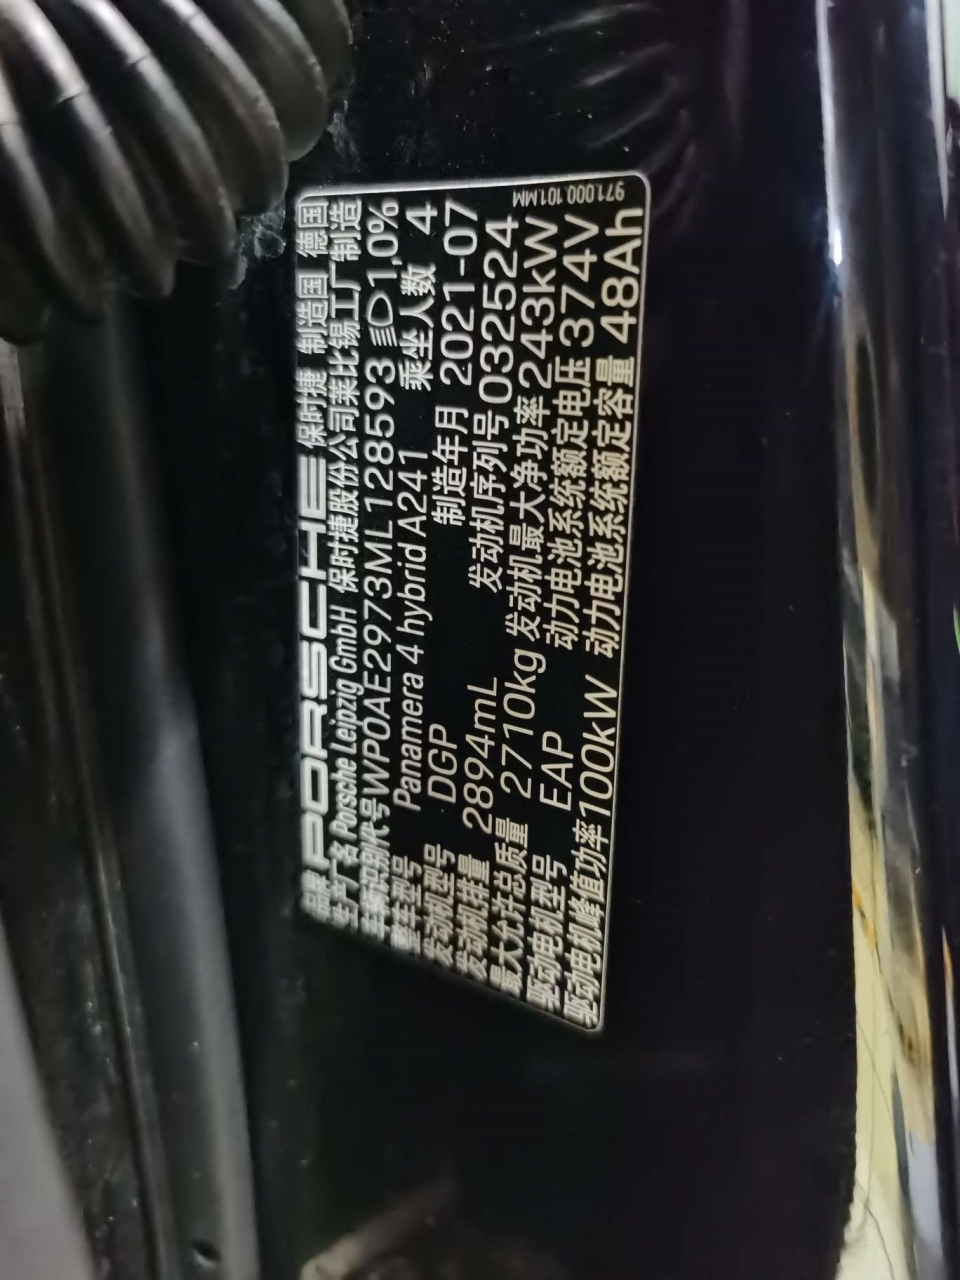 品牌 PORSCHE 保时捷 制造国 德国
生产厂名 Porsche Leipzig GmbH 保时捷股份公司莱比锡工厂制造
车辆识别代号 WP0AE2973ML128593 1,0%
整车型号 Panamera 4 hybrid A241 乘坐人数 4
发动机型号 DGP 制造年月 2021-07
发动机排量 2894mL 发动机序列号 032524
最大允许总质量 2710kg 发动机最大净功率 243kW
驱动电机型号 EAP 动力电池系统额定电压 374V
驱动电机峰值功率 100kW 动力电池系统额定容量 48Ah
971.000.101.MM